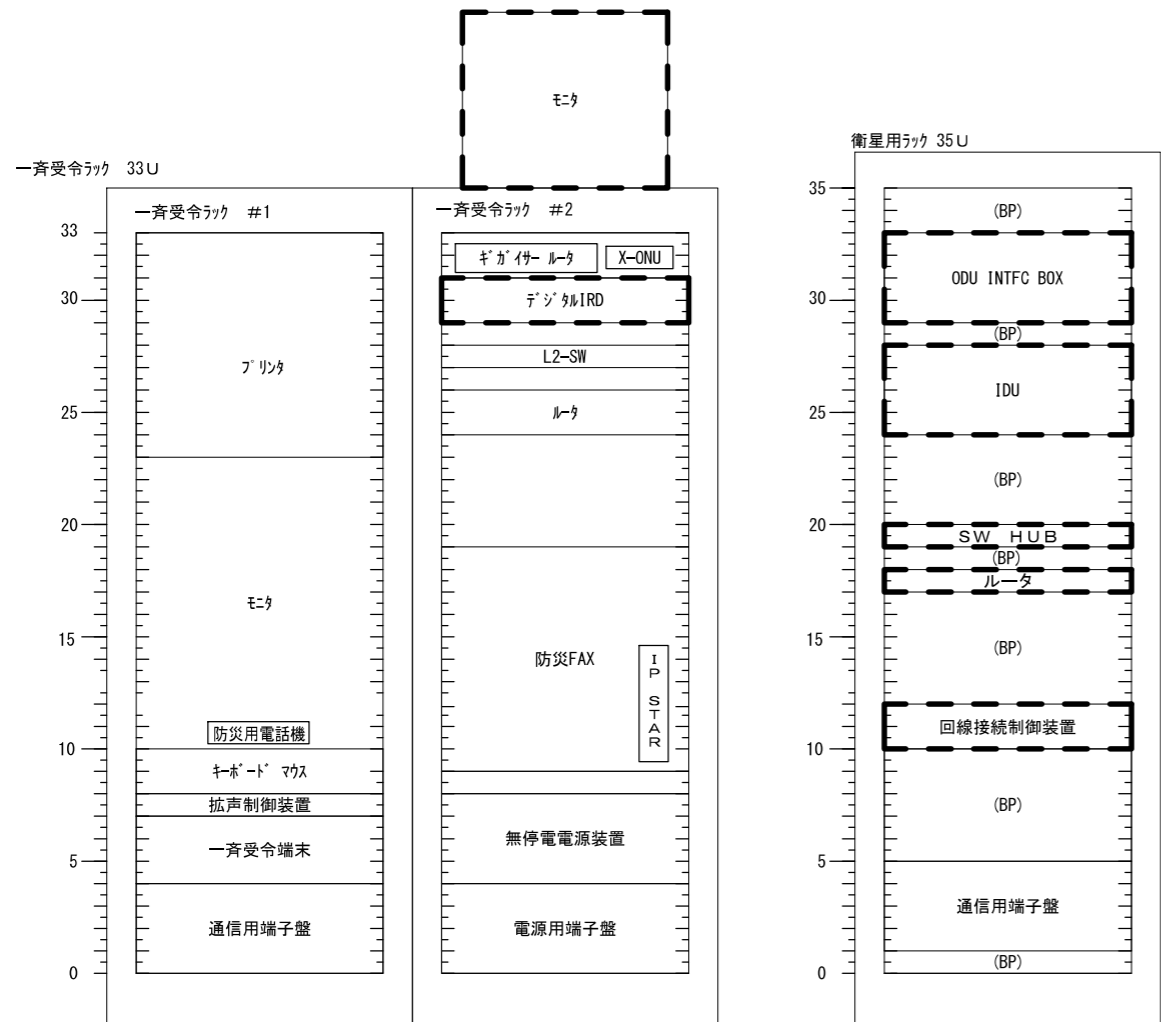 モニタ
一斉受令ﾗｯｸ 33U
一斉受令ﾗｯｸ #1
一斉受令ﾗｯｸ #2
33
30
25
20
15
10
5
0
ﾌﾟﾘﾝﾀ
ﾓﾆﾀ
防災用電話機
ｷｰﾎﾞｰﾄﾞ ﾏｳｽ
拡声制御装置
一斉受令端末
通信用端子盤
ｷﾞｶﾞｲｻｰ ﾙｰﾀ
X-ONU
ﾃﾞｼﾞﾀﾙIRD
L2-SW
ﾙｰﾀ
防災FAX
IP STAR
無停電電源装置
電源用端子盤
衛星用ﾗｯｸ 35U
35
30
25
20
15
10
5
0
(BP)
ODU INTFC BOX
(BP)
IDU
(BP)
SW HUB
(BP)
ルータ
(BP)
回線接続制御装置
(BP)
通信用端子盤
(BP)